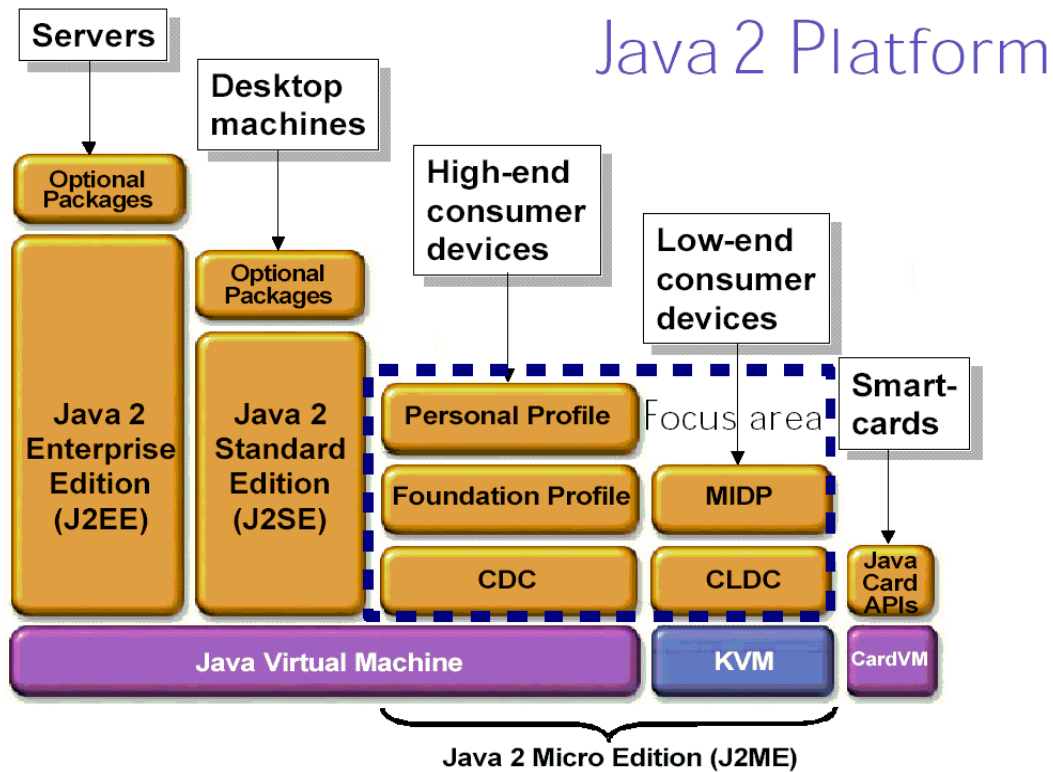 Java 2 Platform
Servers
Desktop
machines
High-end
consumer
devices
Low-end
consumer
devices
Smart-
cards
Optional
Packages
Java 2
Enterprise
Edition
(J2EE)
Optional
Packages
Java 2
Standard
Edition
(J2SE)
Personal Profile
Focus area
Foundation Profile
MIDP
CDC
CLDC
Java
Card
APIs
Java Virtual Machine
KVM
CardVM
Java 2 Micro Edition (J2ME)